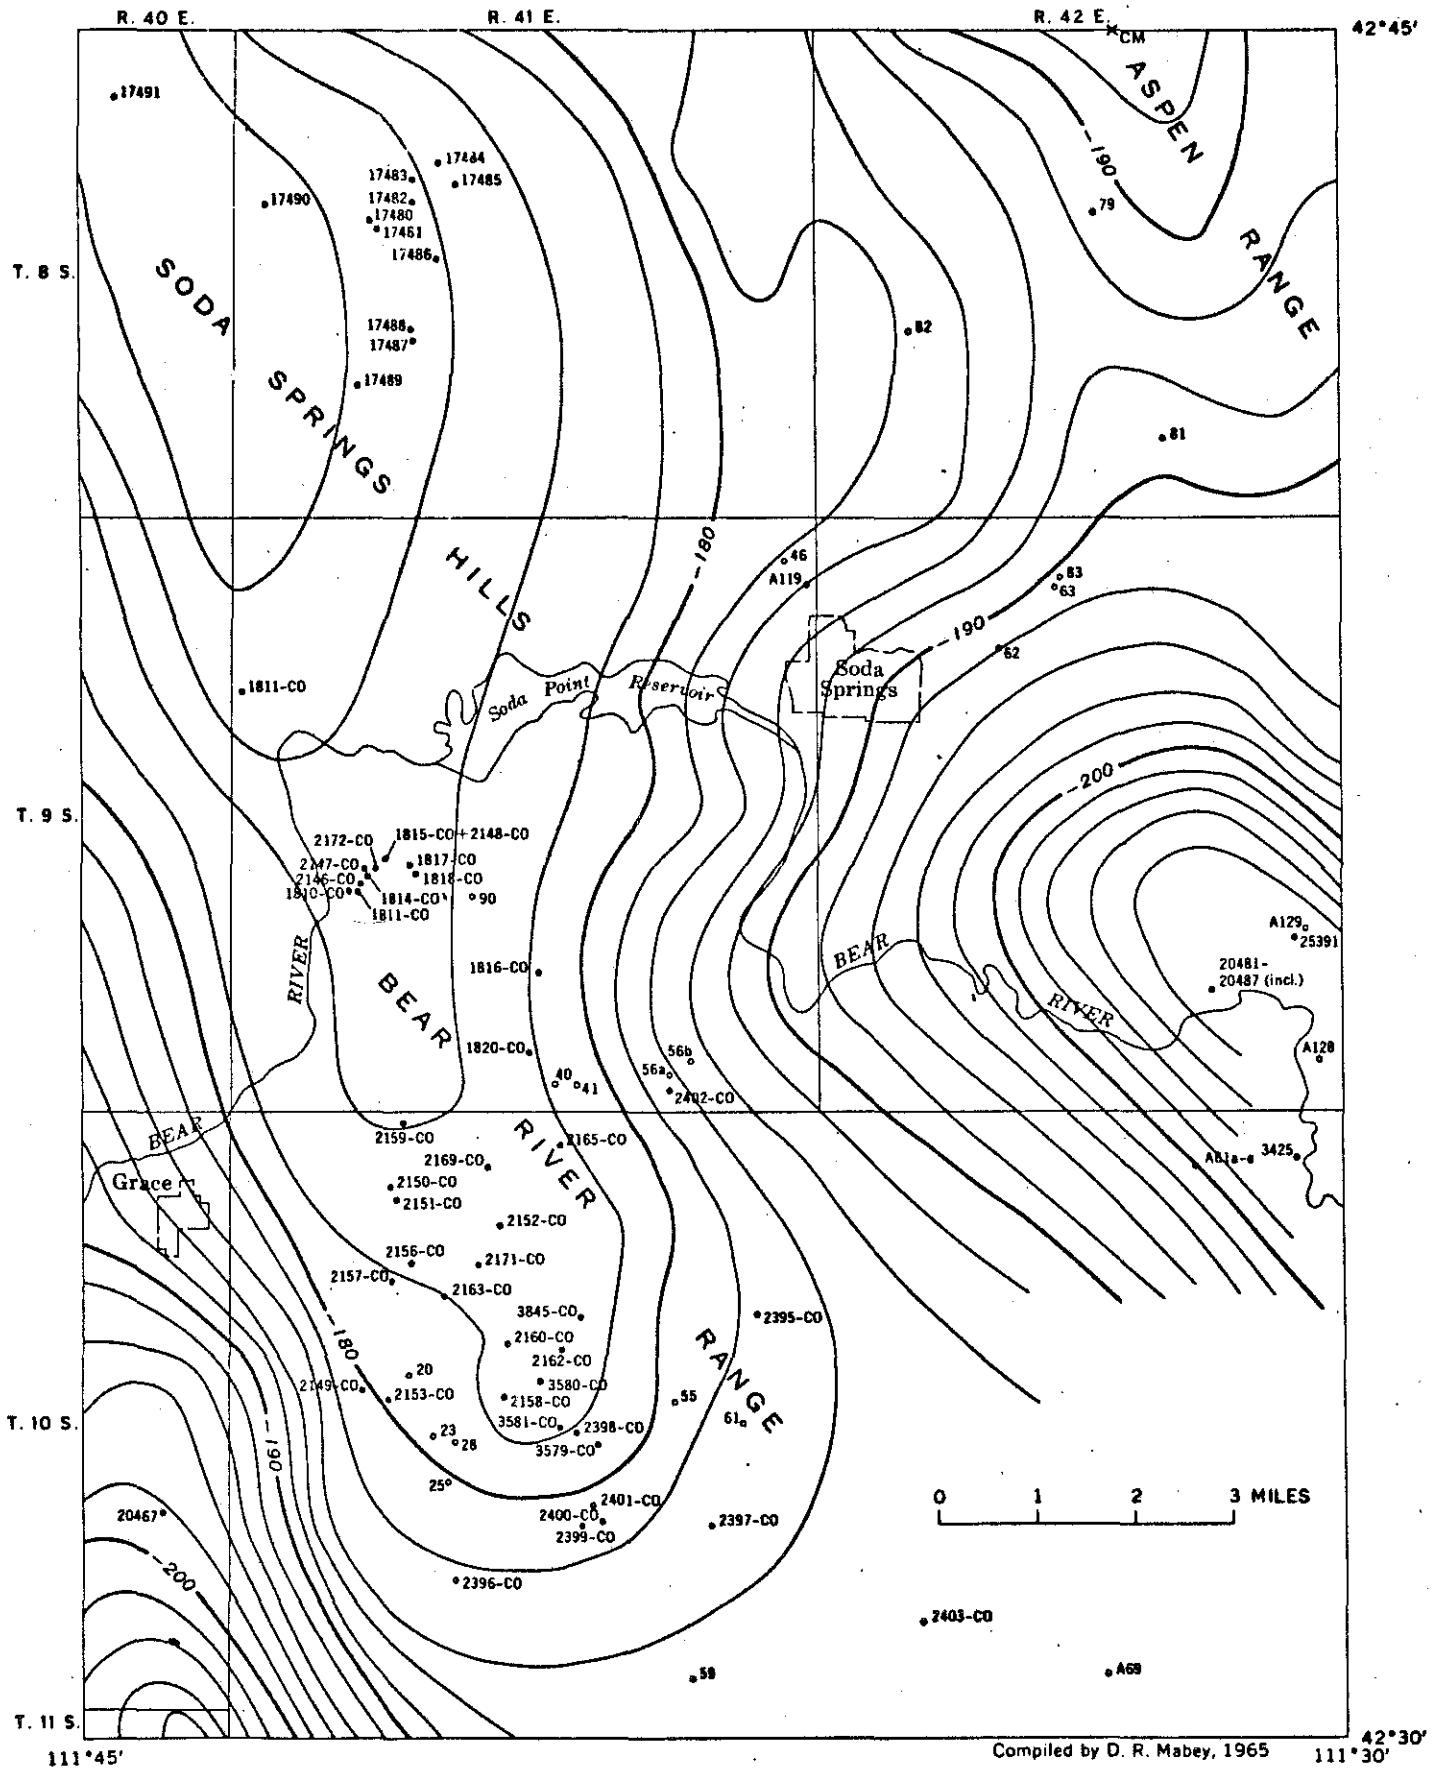 R. 40 E.
R. 41 E.
R. 42 E.
42°45'
CM
ASPEN
RANGE
-190
17491
17484
17483
17485
17482
17490
17480
17461
17486
79
T. 8 S.
SODA
SPRINGS
HILLS
17488
17487
17489
82
81
-180
46
A119
83
63
-190
62
Soda
Springs
1811-CO
Soda Point Reservoir
-200
T. 9 S.
2172-CO
1815-CO + 2148-CO
2147-CO
1817-CO
2146-CO
1818-CO
1810-CO
1814-CO
90
1811-CO
A129
25391
RIVER
BEAR
1816-CO
BEAR
RIVER
20481-
20487 (incl.)
1820-CO
56b
56a
40
41
2402-CO
A128
BEAR
2159-CO
RIVER
2165-CO
2169-CO
3425
Grace
2150-CO
2151-CO
2152-CO
2156-CO
2171-CO
2157-CO
2163-CO
3845-CO
2395-CO
-180
2160-CO
2162-CO
RANGE
20
2149-CO
2153-CO
3580-CO
2158-CO
55
61
T. 10 S.
3581-CO
2398-CO
23
28
3579-CO
-190
25
20467
2401-CO
2400-CO
2399-CO
2397-CO
0 1 2 3 MILES
-200
2396-CO
2403-CO
59
A69
T. 11 S.
42°30'
111°45'
Compiled by D. R. Mabey, 1965
111°30'